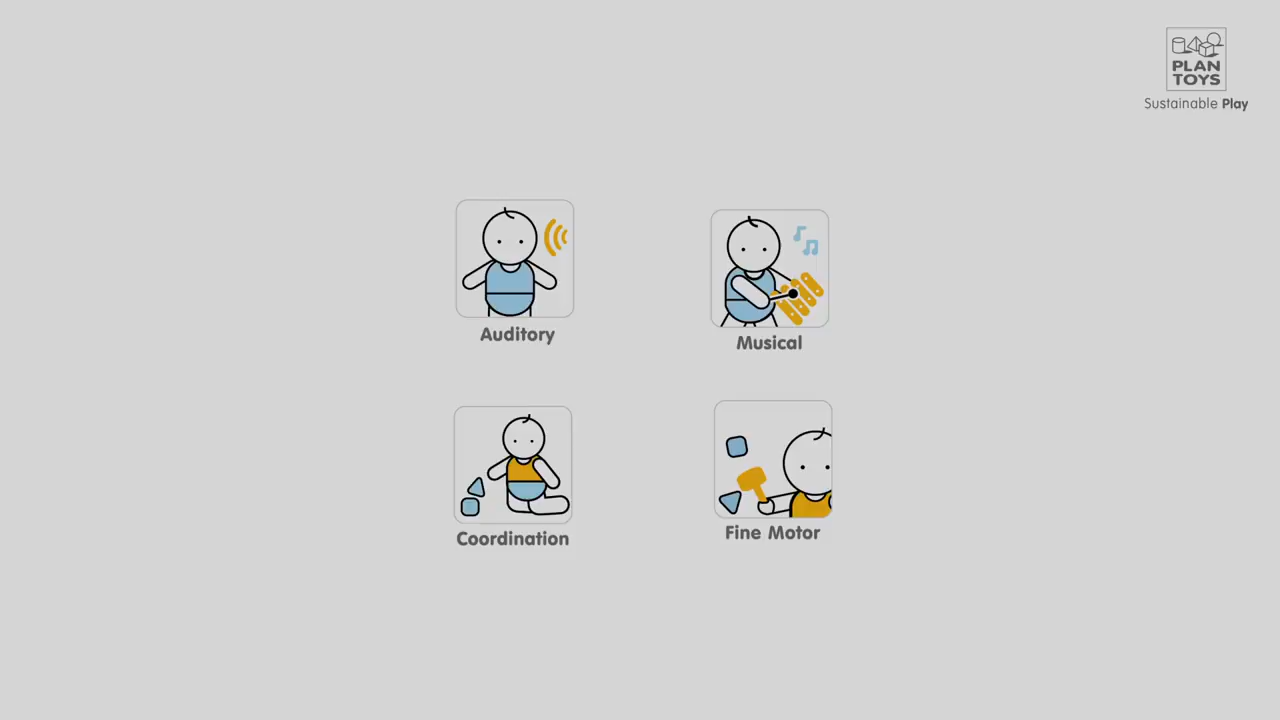 PLAN
TOYS
Sustainable Play
Auditory
Musical
Coordination
Fine Motor